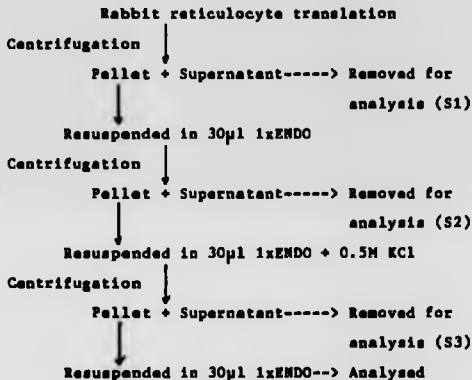 Rabbit reticulocyte translation
Centrifugation
Pellet + Supernatant-----> Removed for
analysis (S1)
Resuspended in 30µl 1xENDO
Centrifugation
Pellet + Supernatant-----> Removed for
analysis (S2)
Resuspended in 30µl 1xENDO + 0.5M KCl
Centrifugation
Pellet + Supernatant-----> Removed for
analysis (S3)
Resuspended in 30µl 1xENDO--> Analysed